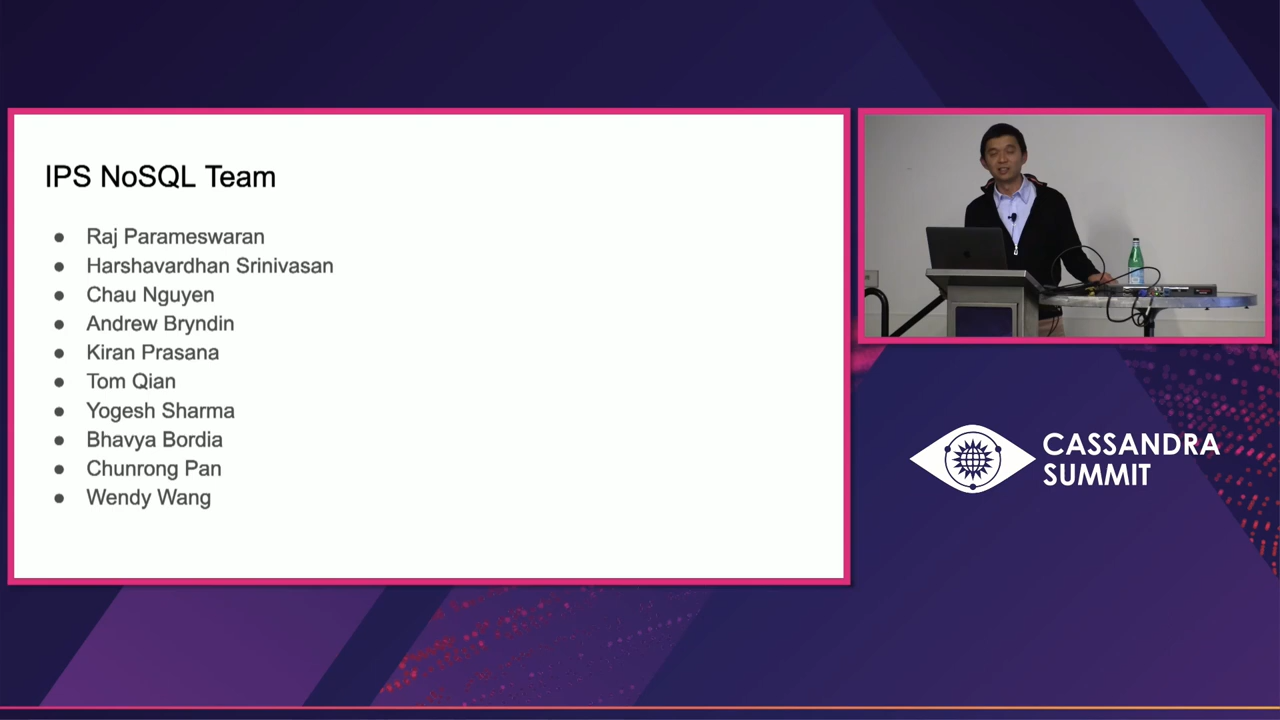 IPS NoSQL Team
● Raj Parameswaran
● Harshavardhan Srinivasan
● Chau Nguyen
● Andrew Bryndin
● Kiran Prasana
● Tom Qian
● Yogesh Sharma
● Bhavya Bordia
● Chunrong Pan
● Wendy Wang
CASSANDRA
SUMMIT